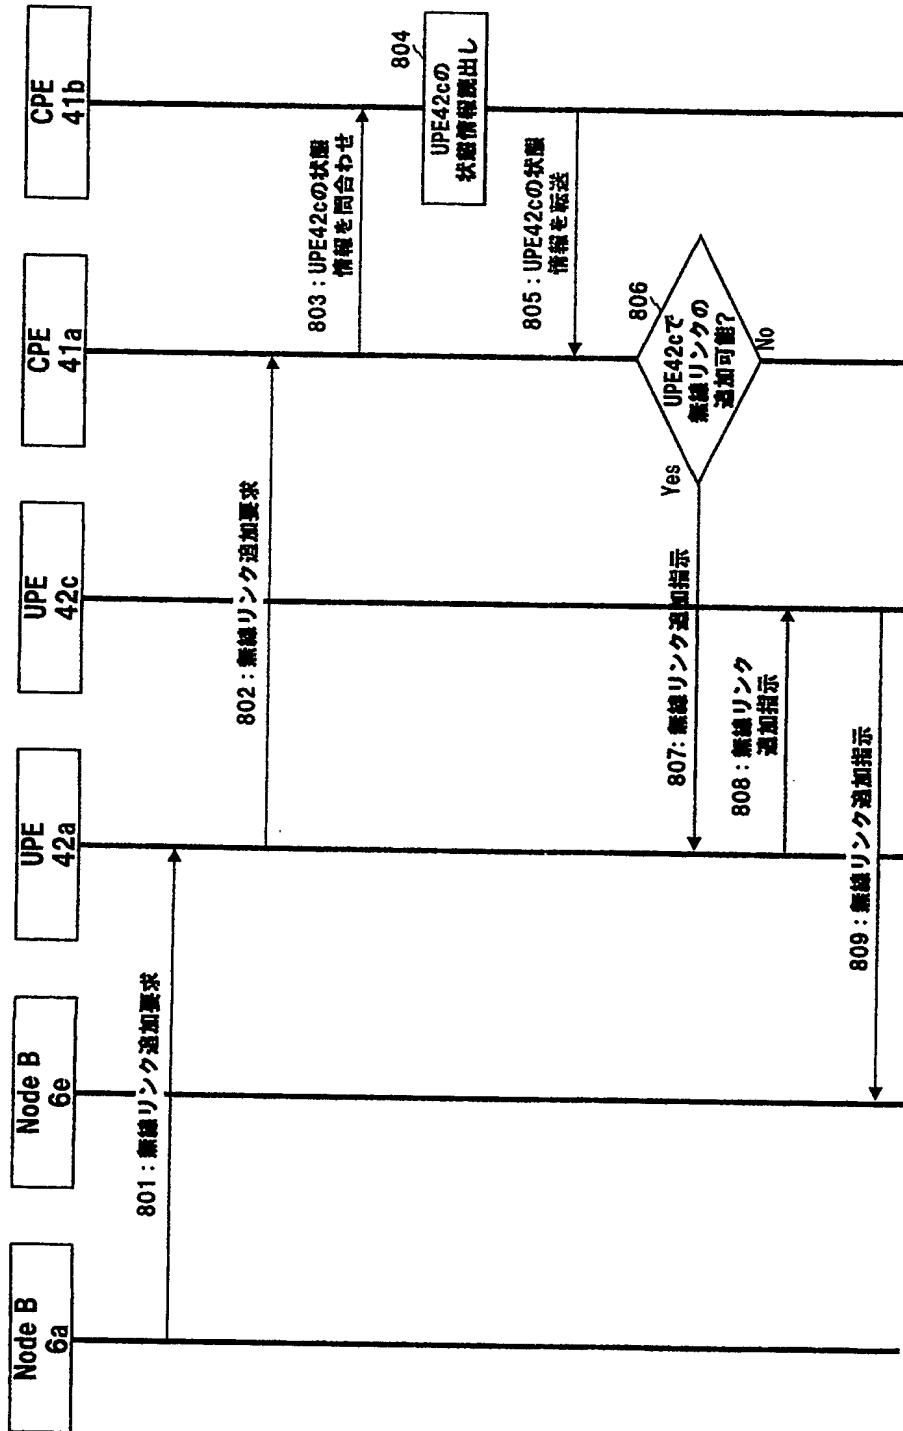 Node B
6a
Node B
6e
UPE
42a
UPE
42c
CPE
41a
CPE
41b
801：無線リンク追加要求
802：無線リンク追加要求
803：UPE42cの状態
情報を問合わせ
804
UPE42cの
状態情報読出し
805：UPE42cの状態
情報を転送
806
UPE42cで
無線リンクの
追加可能？
Yes
No
807：無線リンク追加指示
808：無線リンク
追加指示
809：無線リンク追加指示